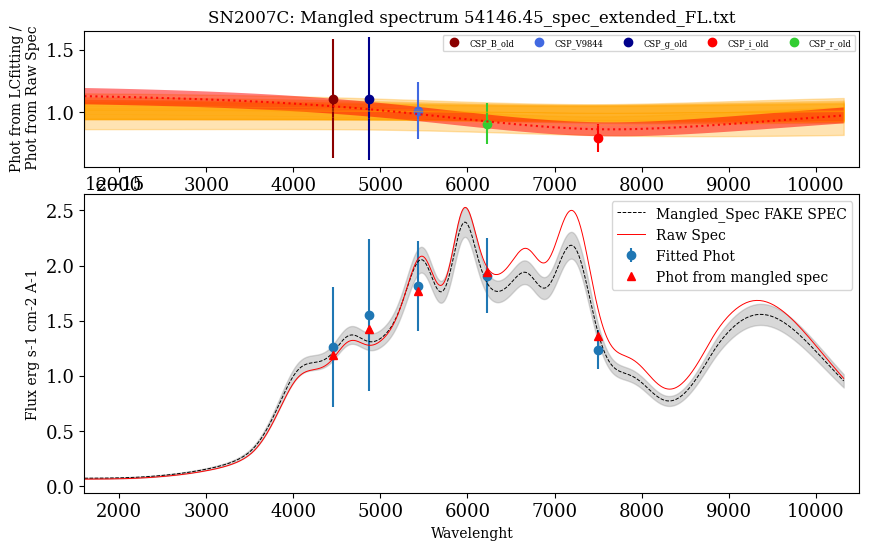 SN2007C: Mangled spectrum 54146.45_spec_extended_FL.txt
Phot from LCfitting /
Phot from Raw Spec
1.5
1.0
CSP_B_old
CSP_V9844
CSP_g_old
CSP_i_old
CSP_r_old
2000 3000 4000 5000 6000 7000 8000 9000 10000
1e−15
Flux erg s-1 cm-2 A-1
2.5
2.0
1.5
1.0
0.5
0.0
Mangled_Spec FAKE SPEC
Raw Spec
Fitted Phot
Phot from mangled spec
2000 3000 4000 5000 6000 7000 8000 9000 10000
Wavelenght